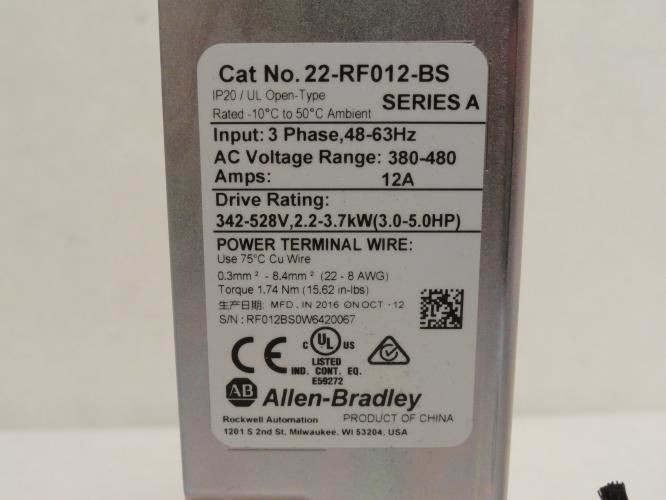 Cat No. 22-RF012-BS
IP20 / UL Open-Type
SERIES A
Rated -10°C to 50°C Ambient
Input: 3 Phase,48-63Hz
AC Voltage Range: 380-480
Amps: 12A
Drive Rating:
342-528V,2.2-3.7kW(3.0-5.0HP)
POWER TERMINAL WIRE:
Use 75°C Cu Wire
0.3mm² - 8.4mm² (22 - 8 AWG)
Torque 1.74 Nm (15.62 in-lbs)
生产日期: MFD. IN 2016 ON OCT · 12
S/N : RF012BS0W6420067
CE
C UL US
LISTED
IND. CONT. EQ.
E59272
AB Allen-Bradley
Rockwell Automation PRODUCT OF CHINA
1201 S 2nd St, Milwaukee, WI 53204, USA